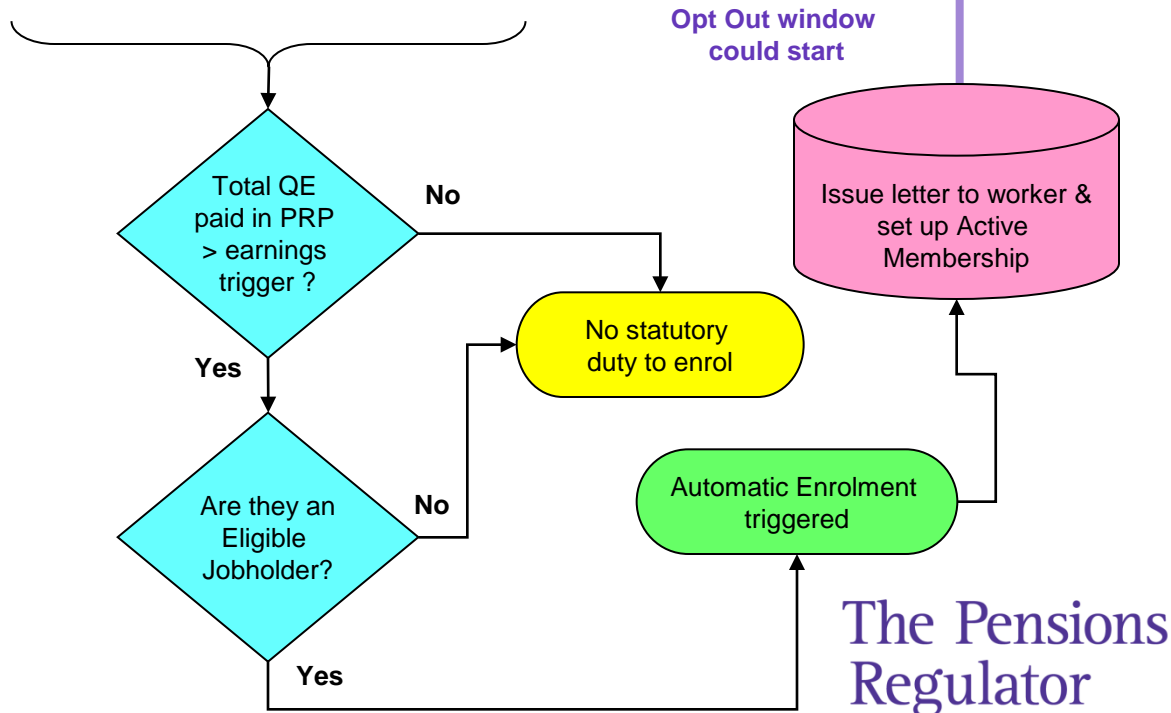 Opt Out window
could start
Total QE
paid in PRP
> earnings
trigger ?
No
Issue letter to worker &
set up Active
Membership
No statutory
duty to enrol
Yes
Are they an
Eligible
Jobholder?
No
Automatic Enrolment
triggered
Yes
The Pensions
Regulator